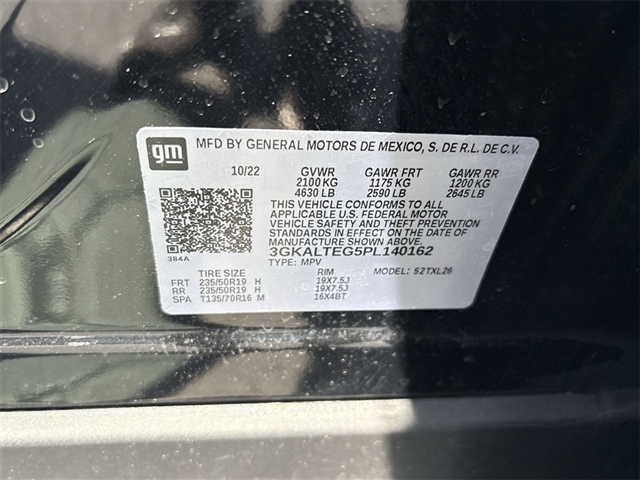 gm MFD BY GENERAL MOTORS DE MEXICO, S. DE R.L. DE C.V.
10/22 GVWR GAWR FRT GAWR RR
2100 KG 1175 KG 1200 KG
4630 LB 2590 LB 2645 LB
THIS VEHICLE CONFORMS TO ALL
APPLICABLE U.S. FEDERAL MOTOR
VEHICLE SAFETY AND THEFT PREVENTION
STANDARDS IN EFFECT ON THE DATE OF
MANUFACTURE SHOWN ABOVE.
384A 3GKALTEG5PL140162
TYPE: MPV MODEL: 52TXL26
TIRE SIZE RIM
FRT 235/50R19 H 19X7.5J
RR 235/50R19 H 19X7.5J
SPA T135/70R16 M 16X4BT